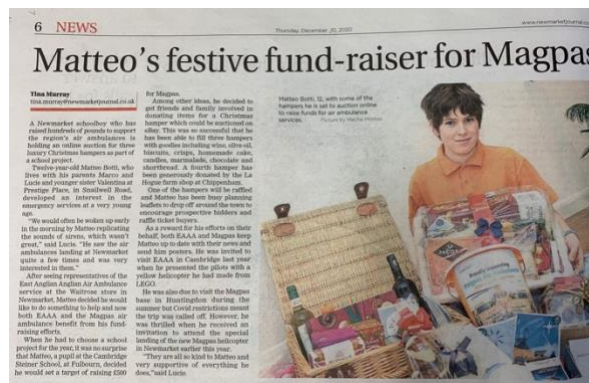 6 NEWS
Thursday, December 10, 2020
www.newmarketjournal.co
Matteo's festive fund-raiser for Magpas
Tina Murray
tina.murray@newmarketjournal.co.uk
A Newmarket schoolboy who has
raised hundreds of pounds to support
the region's air ambulances is
holding an online auction for three
luxury Christmas hampers as part of
a school project.
Twelve-year-old Matteo Botti, who
lives with his parents Marco and
Lucie and younger sister Valentina at
Prestige Place, in Snailwell Road,
developed an interest in the
emergency services at a very young
age.
"We would often be woken up early
in the morning by Matteo replicating
the sounds of sirens, which wasn't
great," said Lucie. "He saw the air
ambulances landing at Newmarket
quite a few times and was very
interested in them."
After seeing representatives of the
East Anglian Anglian Air Ambulance
service at the Waitrose store in
Newmarket, Matteo decided he would
like to do something to help and now
both EAAA and the Magpas air
ambulance benefit from his fund-
raising efforts.
When he had to choose a school
project for the year, it was no surprise
that Matteo, a pupil at the Cambridge
Steiner School, at Fulbourn, decided
he would set a target of raising £500
for Magpas.
Among other ideas, he decided to
get friends and family involved in
donating items for a Christmas
hamper which could be auctioned on
eBay. This was so successful that he
has been able to fill three hampers
with goodies including wine, olive oil,
biscuits, crisps, homemade cake,
candles, marmalade, chocolate and
shortbread. A fourth hamper has
been generously donated by the La
Hogue farm shop at Chippenham.
One of the hampers will be raffled
and Matteo has been busy planning
leaflets to drop off around the town to
encourage prospective bidders and
raffle ticket buyers.
As a reward for his efforts on their
behalf, both EAAA and Magpas keep
Matteo up to date with their news and
send him posters. He was invited to
visit EAAA in Cambridge last year
when he presented the pilots with a
yellow helicopter he had made from
LEGO.
He was also due to visit the Magpas
base in Huntingdon during the
summer but Covid restrictions meant
the trip was called off. However, he
was thrilled when he received an
invitation to attend the special
landing of the new Magpas helicopter
in Newmarket earlier this year.
"They are all so kind to Matteo and
very supportive of everything he
does," said Lucie.
Matteo Botti, 12, with some of the
hampers he is set to auction online
to raise funds for air ambulance
services.
Picture by Mecha Morton